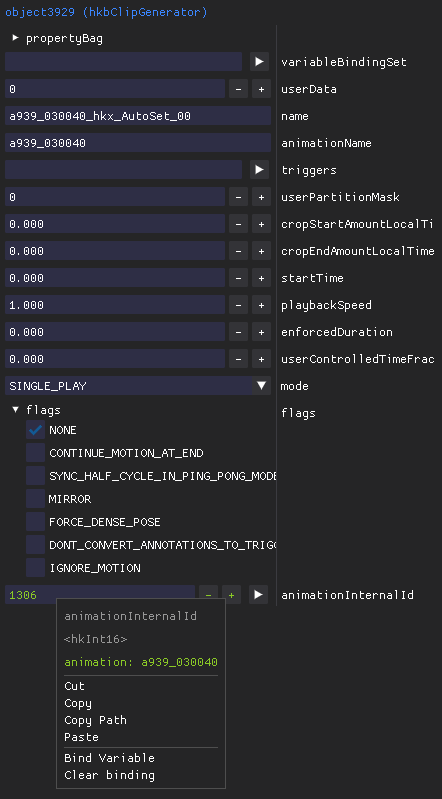 object3929 (hkbClipGenerator)
propertyBag
variableBindingSet
0 - + userData
a939_030040_hkx_AutoSet_00 name
a939_030040 animationName
triggers
0 - + userPartitionMask
0.000 - + cropStartAmountLocalTi
0.000 - + cropEndAmountLocalTime
0.000 - + startTime
1.000 - + playbackSpeed
0.000 - + enforcedDuration
0.000 - + userControlledTimeFrac
SINGLE_PLAY mode
flags flags
NONE
CONTINUE_MOTION_AT_END
SYNC_HALF_CYCLE_IN_PING_PONG_MODE
MIRROR
FORCE_DENSE_POSE
DONT_CONVERT_ANNOTATIONS_TO_TRIGG
IGNORE_MOTION
1306 - + animationInternalId
animationInternalId
<hkInt16>
animation: a939_030040
Cut
Copy
Copy Path
Paste
Bind Variable
Clear binding